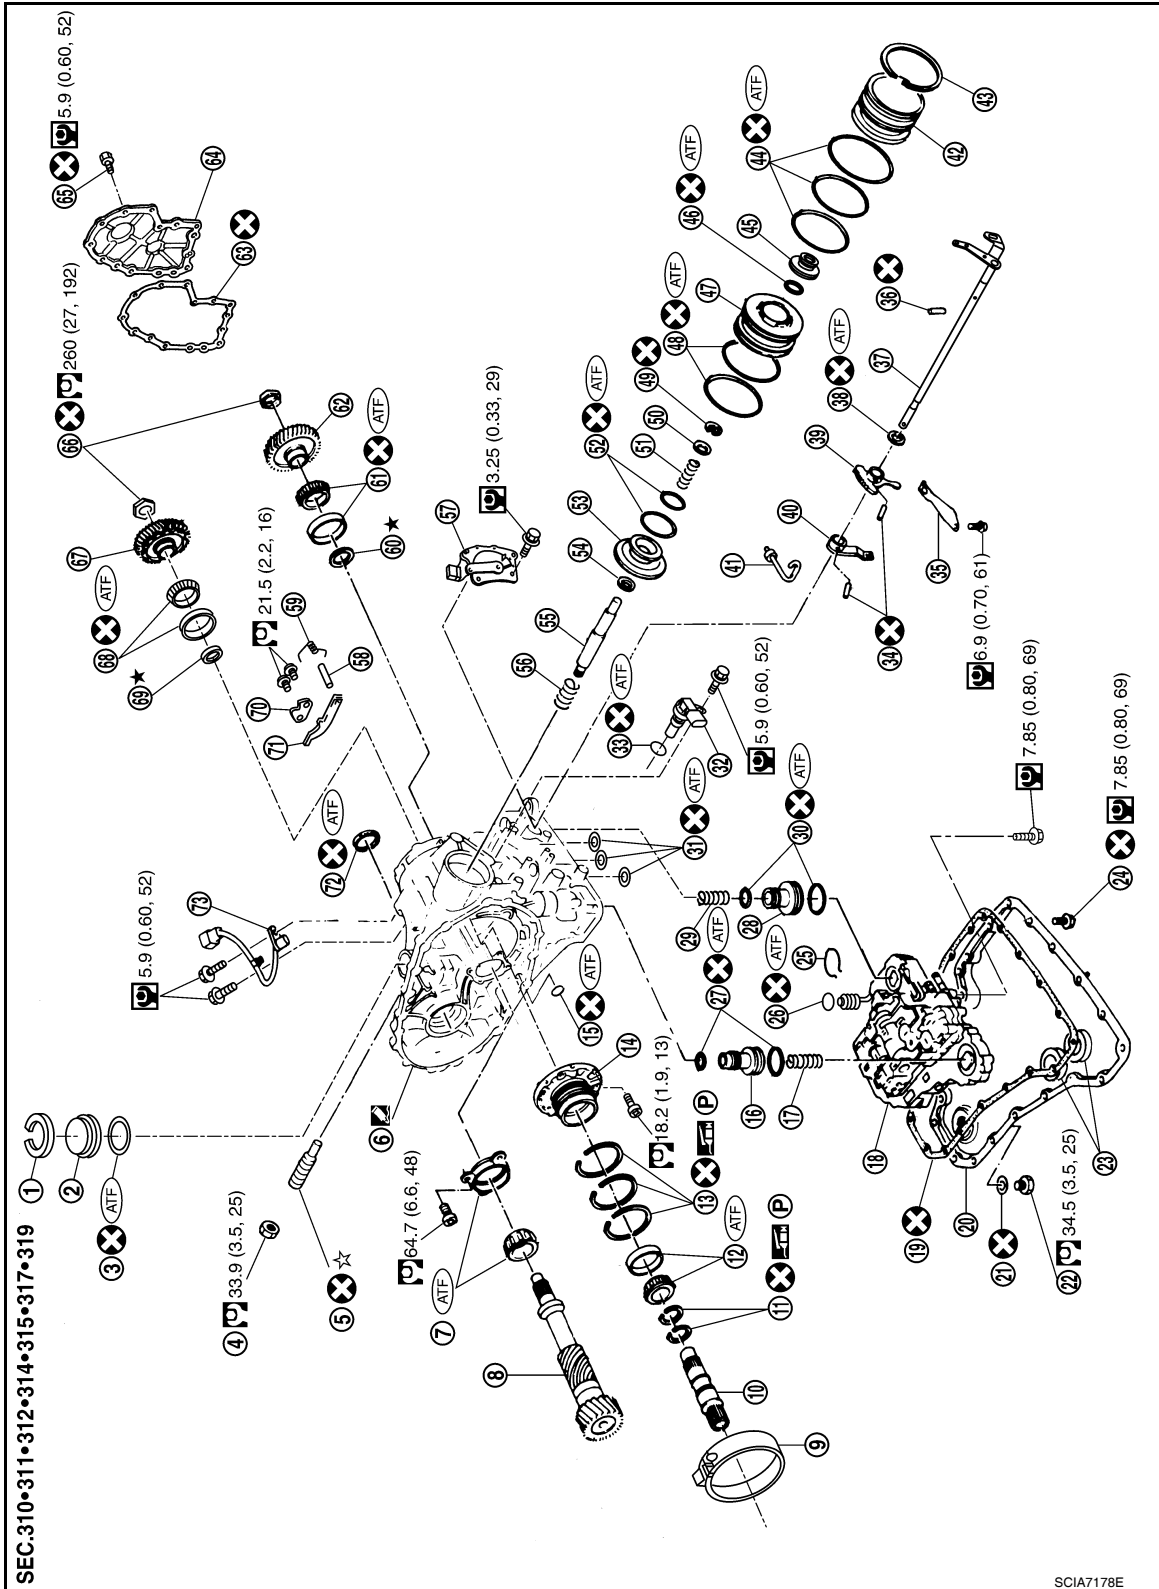 SEC.310•311•312•314•315•317•319
1
2
3 ATF
4 33.9 (3.5, 25)
5
6
7 ATF
64.7 (6.6, 48)
8
9
10
11 P
12 ATF
13 P
14
18.2 (1.9, 13)
15 ATF
16
17
18
19
20
21
22 34.5 (3.5, 25)
23
24 7.85 (0.80, 69)
7.85 (0.80, 69)
25
26 ATF
27 ATF
28
29
30 ATF
31 ATF
32
5.9 (0.60, 52)
33 ATF
34
35
6.9 (0.70, 61)
36
37
38 ATF
39
40
41
42
43
44 ATF
45
46 ATF
47
48 ATF
49
50
51
52 ATF
53
54
55
56
57
3.25 (0.33, 29)
58
59
21.5 (2.2, 16)
60
61 ATF
62
63
64
65 5.9 (0.60, 52)
66 260 (27, 192)
67
68 ATF
69
70
71
72 ATF
73
5.9 (0.60, 52)
SCIA7178E